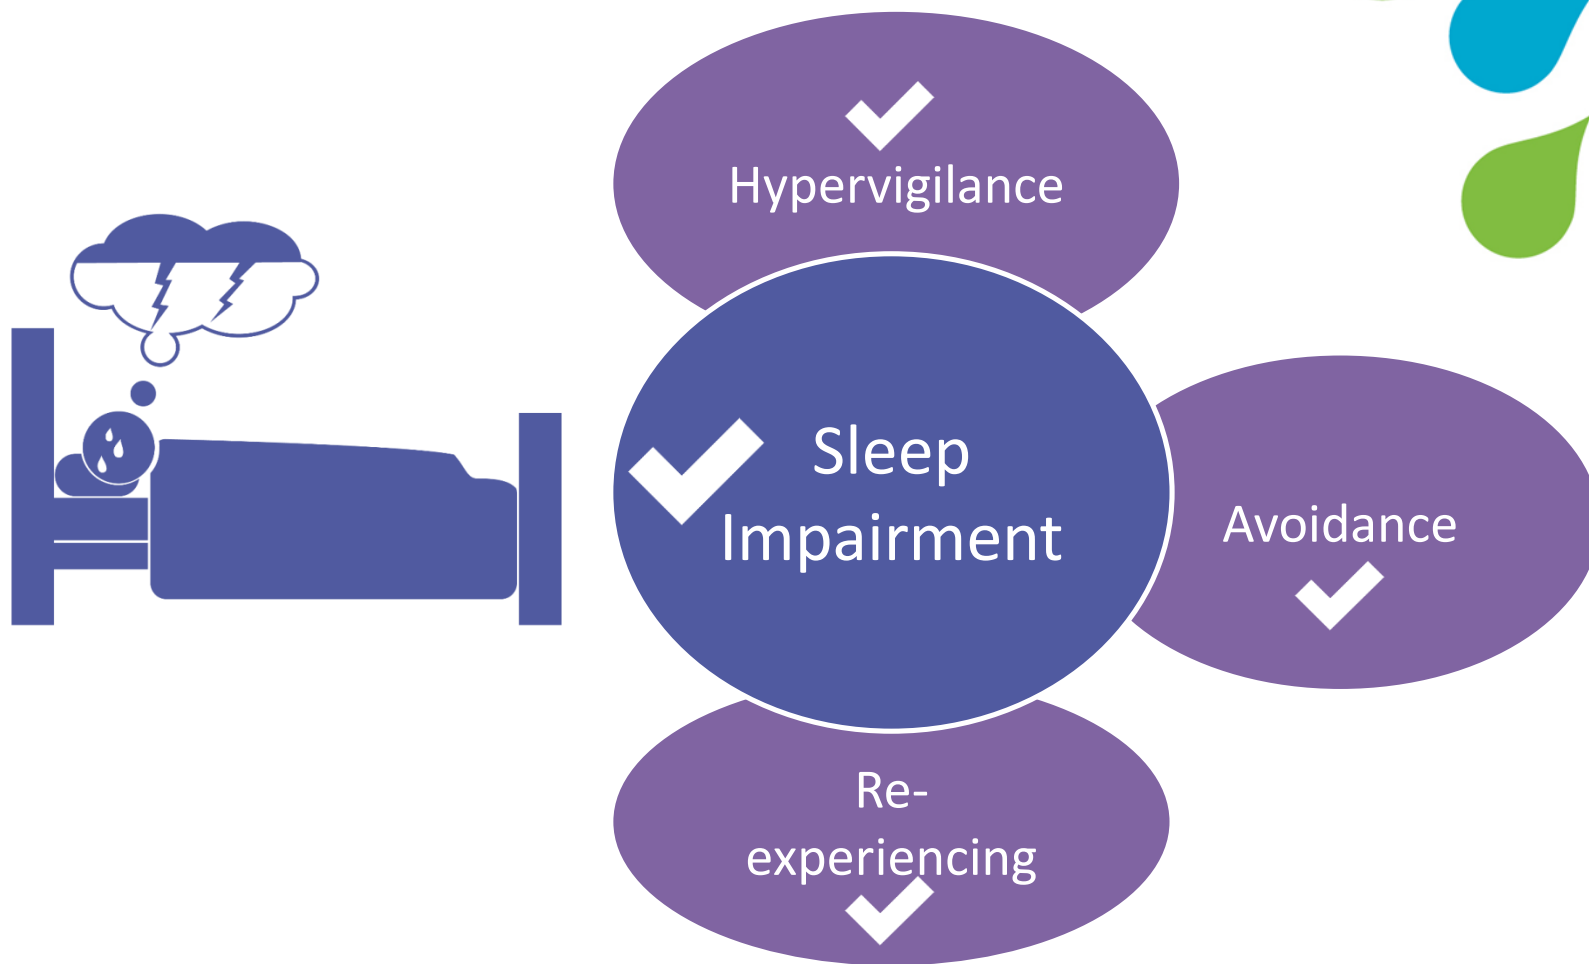 Hypervigilance
Sleep
Impairment
Avoidance
Re-
experiencing